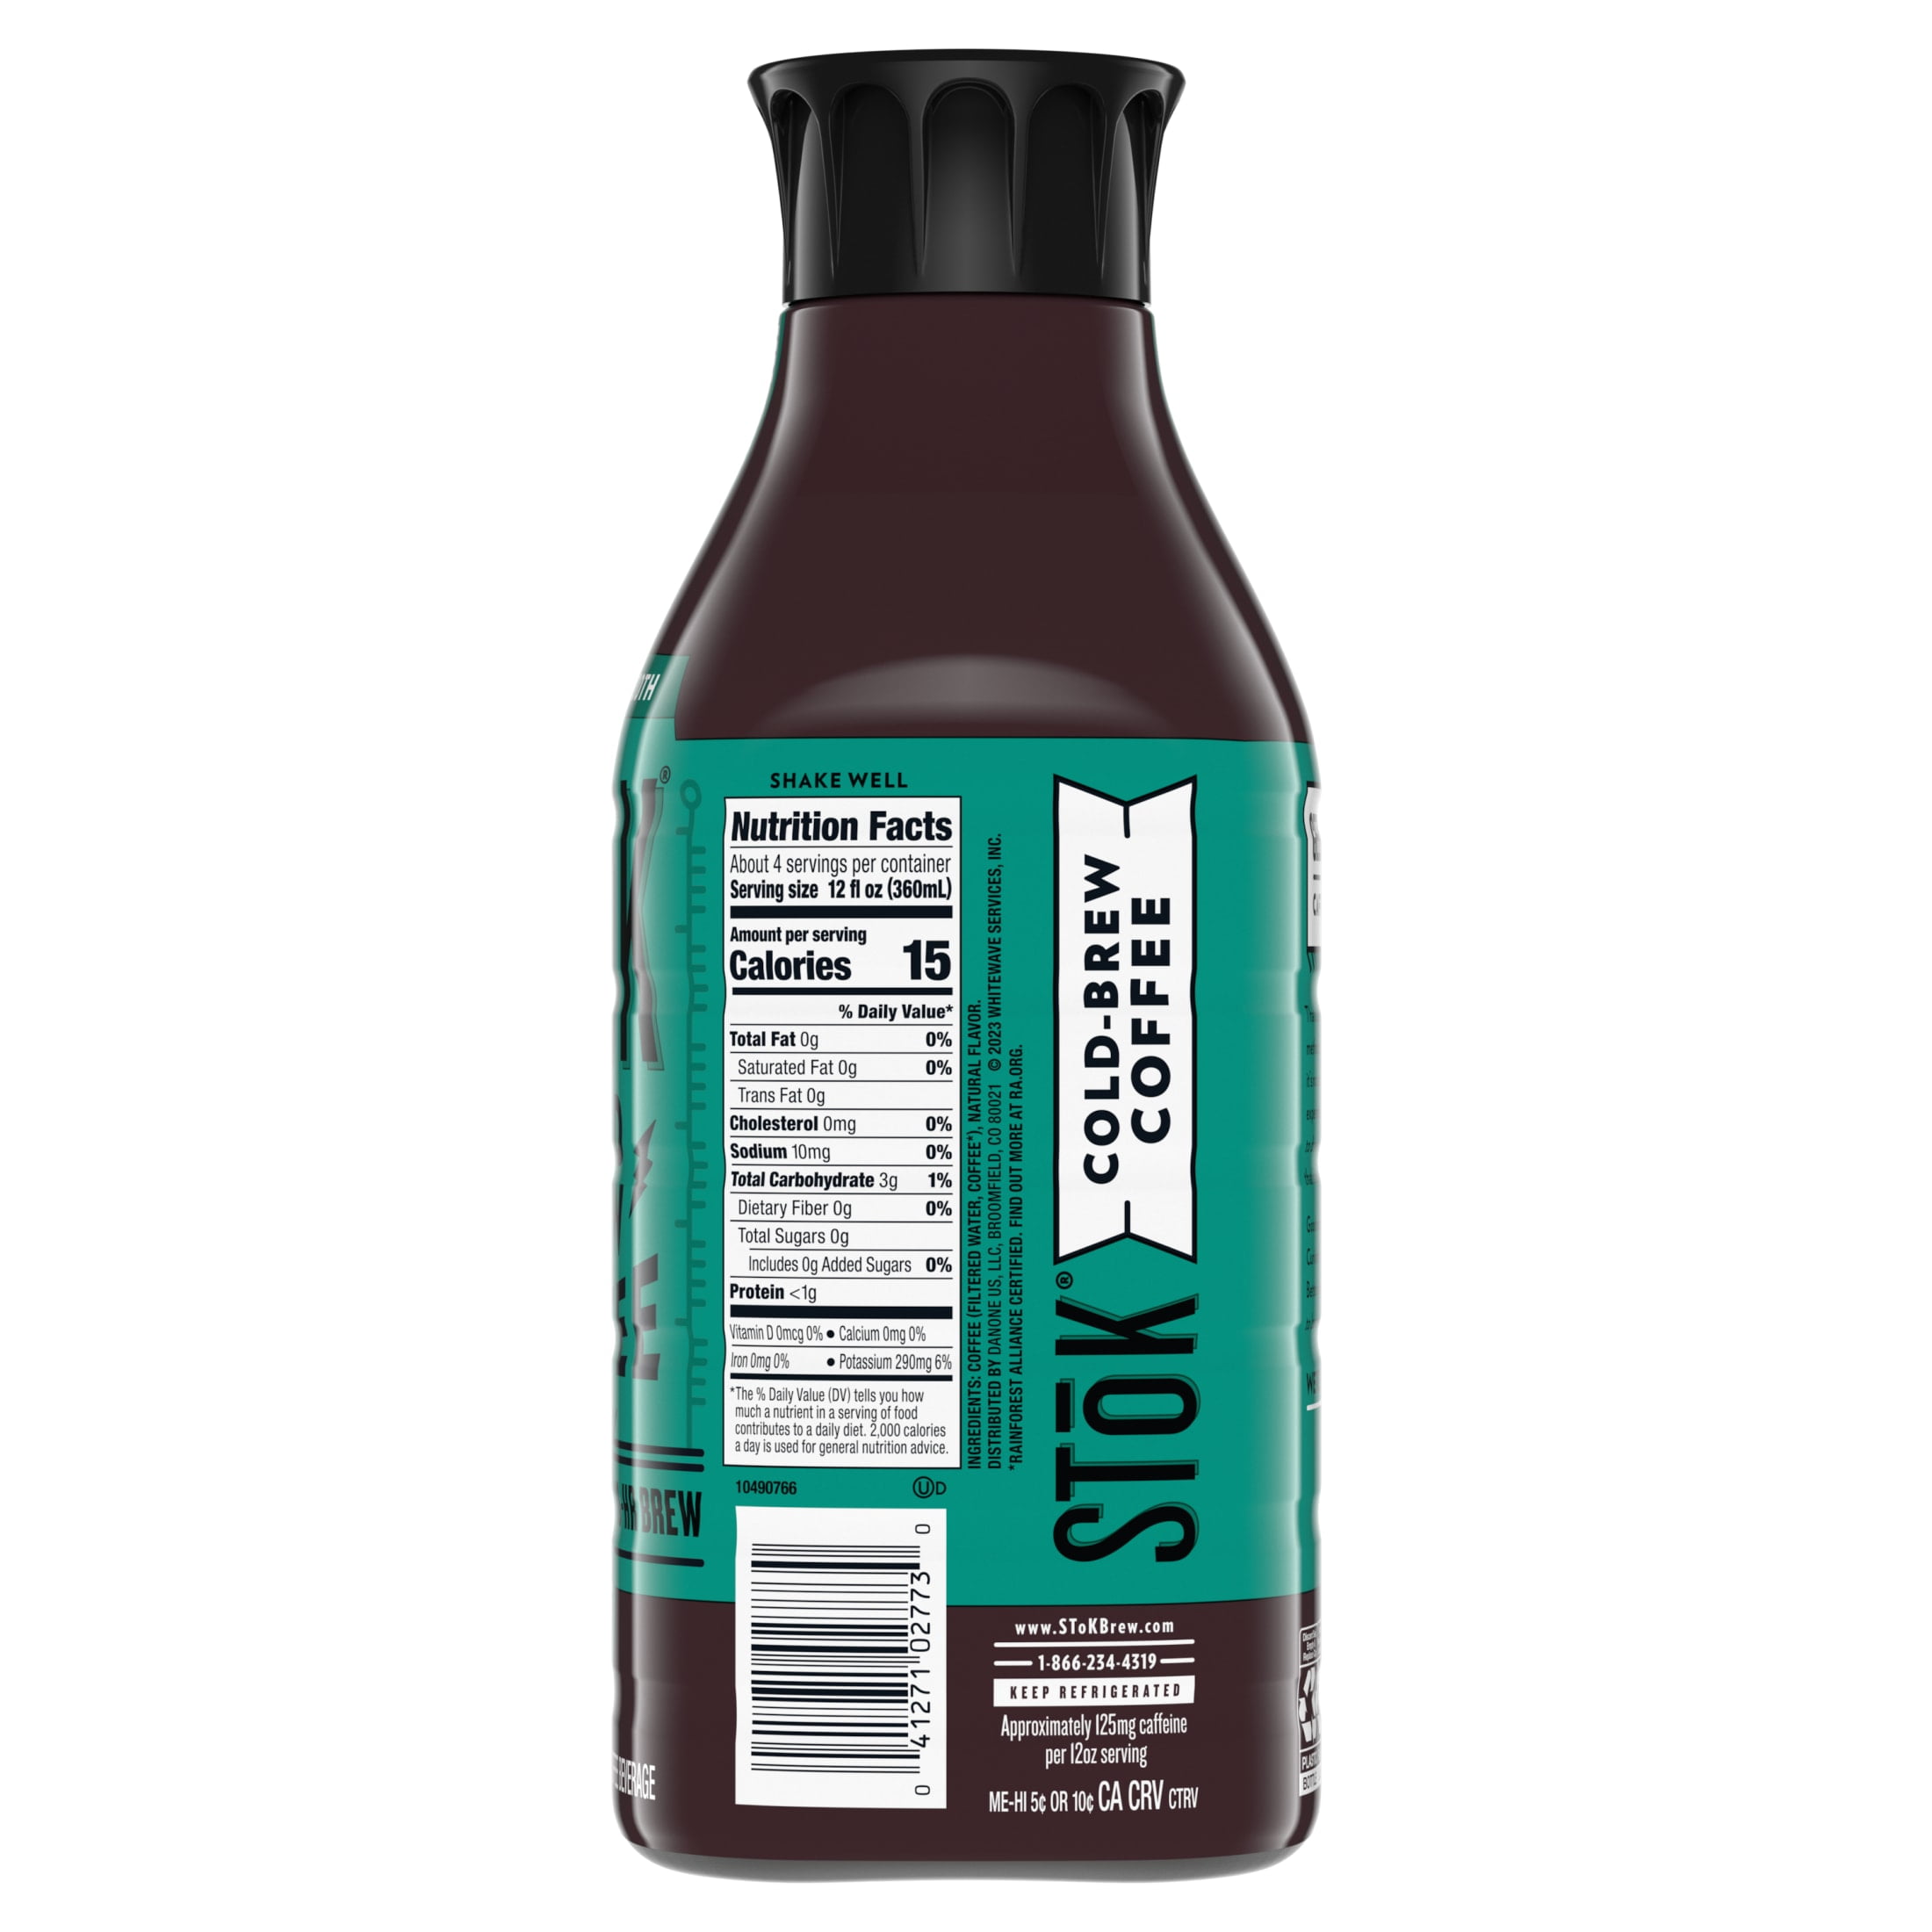 SHAKE WELL
Nutrition Facts
About 4 servings per container
Serving size 12 fl oz (360mL)
Amount per serving
Calories 15
% Daily Value*
Total Fat 0g 0%
Saturated Fat 0g 0%
Trans Fat 0g
Cholesterol 0mg 0%
Sodium 10mg 0%
Total Carbohydrate 3g 1%
Dietary Fiber 0g 0%
Total Sugars 0g
Includes 0g Added Sugars 0%
Protein <1g
Vitamin D 0mcg 0% • Calcium 0mg 0%
Iron 0mg 0% • Potassium 290mg 6%
*The % Daily Value (DV) tells you how
much a nutrient in a serving of food
contributes to a daily diet. 2,000 calories
a day is used for general nutrition advice.
10490766 UD
0 41271 02773 0
INGREDIENTS: COFFEE (FILTERED WATER, COFFEE*), NATURAL FLAVOR.
DISTRIBUTED BY DANONE US, LLC, BROOMFIELD, CO 80021 © 2023 WHITEWAVE SERVICES, INC.
*RAINFOREST ALLIANCE CERTIFIED. FIND OUT MORE AT RA.ORG.
STōK®
COLD-BREW
COFFEE
www.SToKBrew.com
1-866-234-4319
KEEP REFRIGERATED
Approximately 125mg caffeine
per 12oz serving
ME-HI 5¢ OR 10¢ CA CRV CTRV
BREW